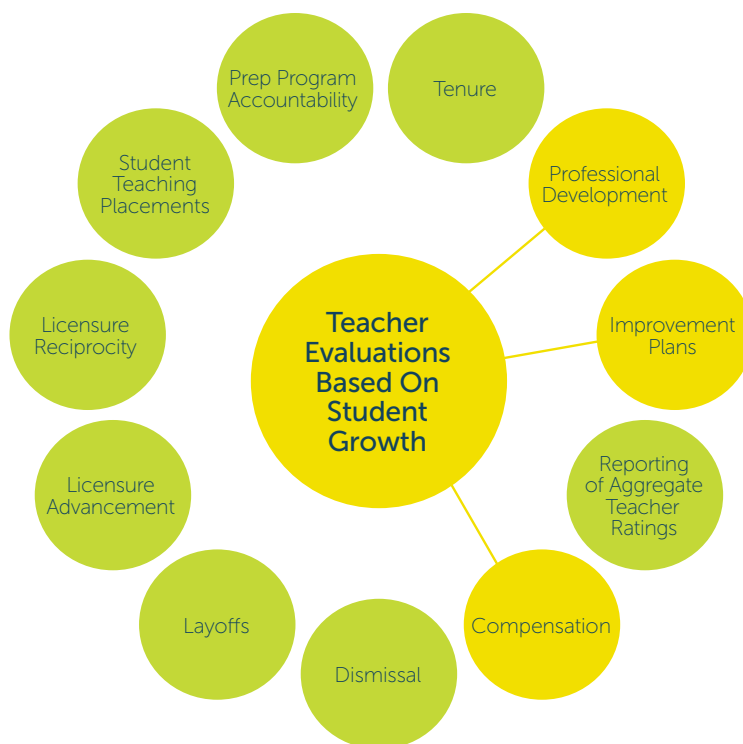 Prep Program
Accountability
Tenure
Student
Teaching
Placements
Professional
Development
Licensure
Reciprocity
Teacher
Evaluations
Based On
Student
Growth
Improvement
Plans
Licensure
Advancement
Reporting
of Aggregate
Teacher
Ratings
Layoffs
Compensation
Dismissal